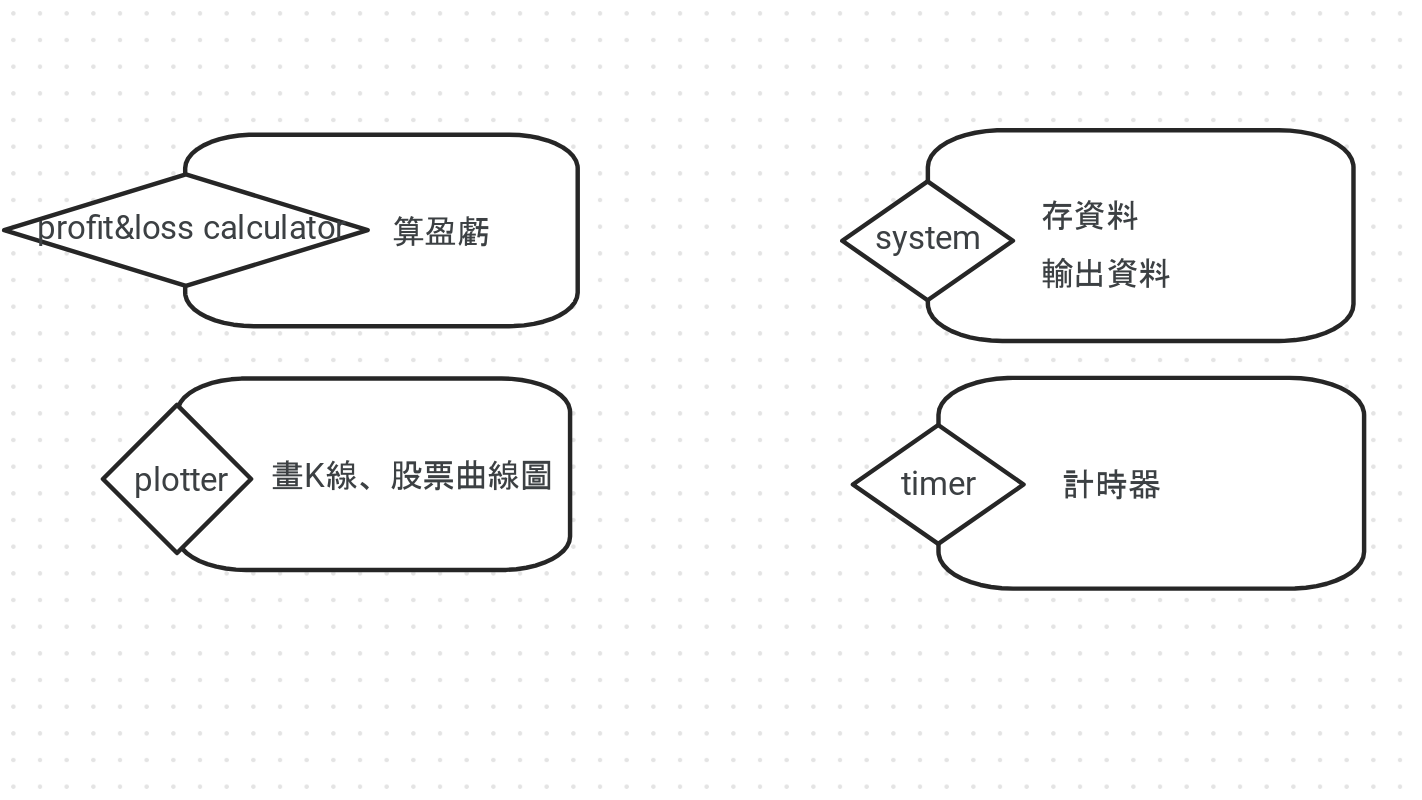 profit&loss calculator
算盈虧
system
存資料
輸出資料
plotter
畫K線、股票曲線圖
timer
計時器